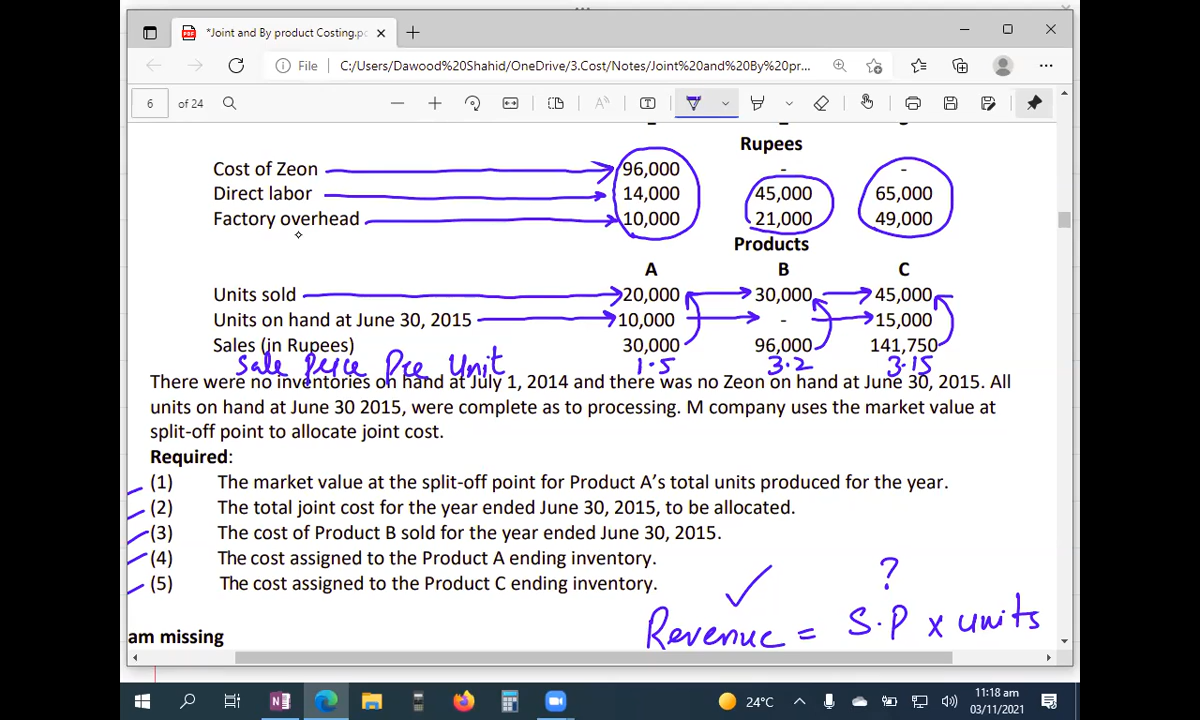 *Joint and By product Costing.pc
File C:/Users/Dawood%20Shahid/OneDrive/3.Cost/Notes/Joint%20and%20By%20pr...
6 of 24
Rupees
Cost of Zeon 96,000 - -
Direct labor 14,000 45,000 65,000
Factory overhead 10,000 21,000 49,000
Products
A B C
Units sold 20,000 30,000 45,000
Units on hand at June 30, 2015 10,000 - 15,000
Sales (in Rupees) 30,000 96,000 141,750
Sale Price Per Unit 1.5 3.2 3.15
There were no inventories on hand at July 1, 2014 and there was no Zeon on hand at June 30, 2015. All
units on hand at June 30 2015, were complete as to processing. M company uses the market value at
split-off point to allocate joint cost.
Required:
(1) The market value at the split-off point for Product A's total units produced for the year.
(2) The total joint cost for the year ended June 30, 2015, to be allocated.
(3) The cost of Product B sold for the year ended June 30, 2015.
(4) The cost assigned to the Product A ending inventory.
(5) The cost assigned to the Product C ending inventory.
?
Revenue = S.P x units
am missing
24°C
11:18 am
03/11/2021